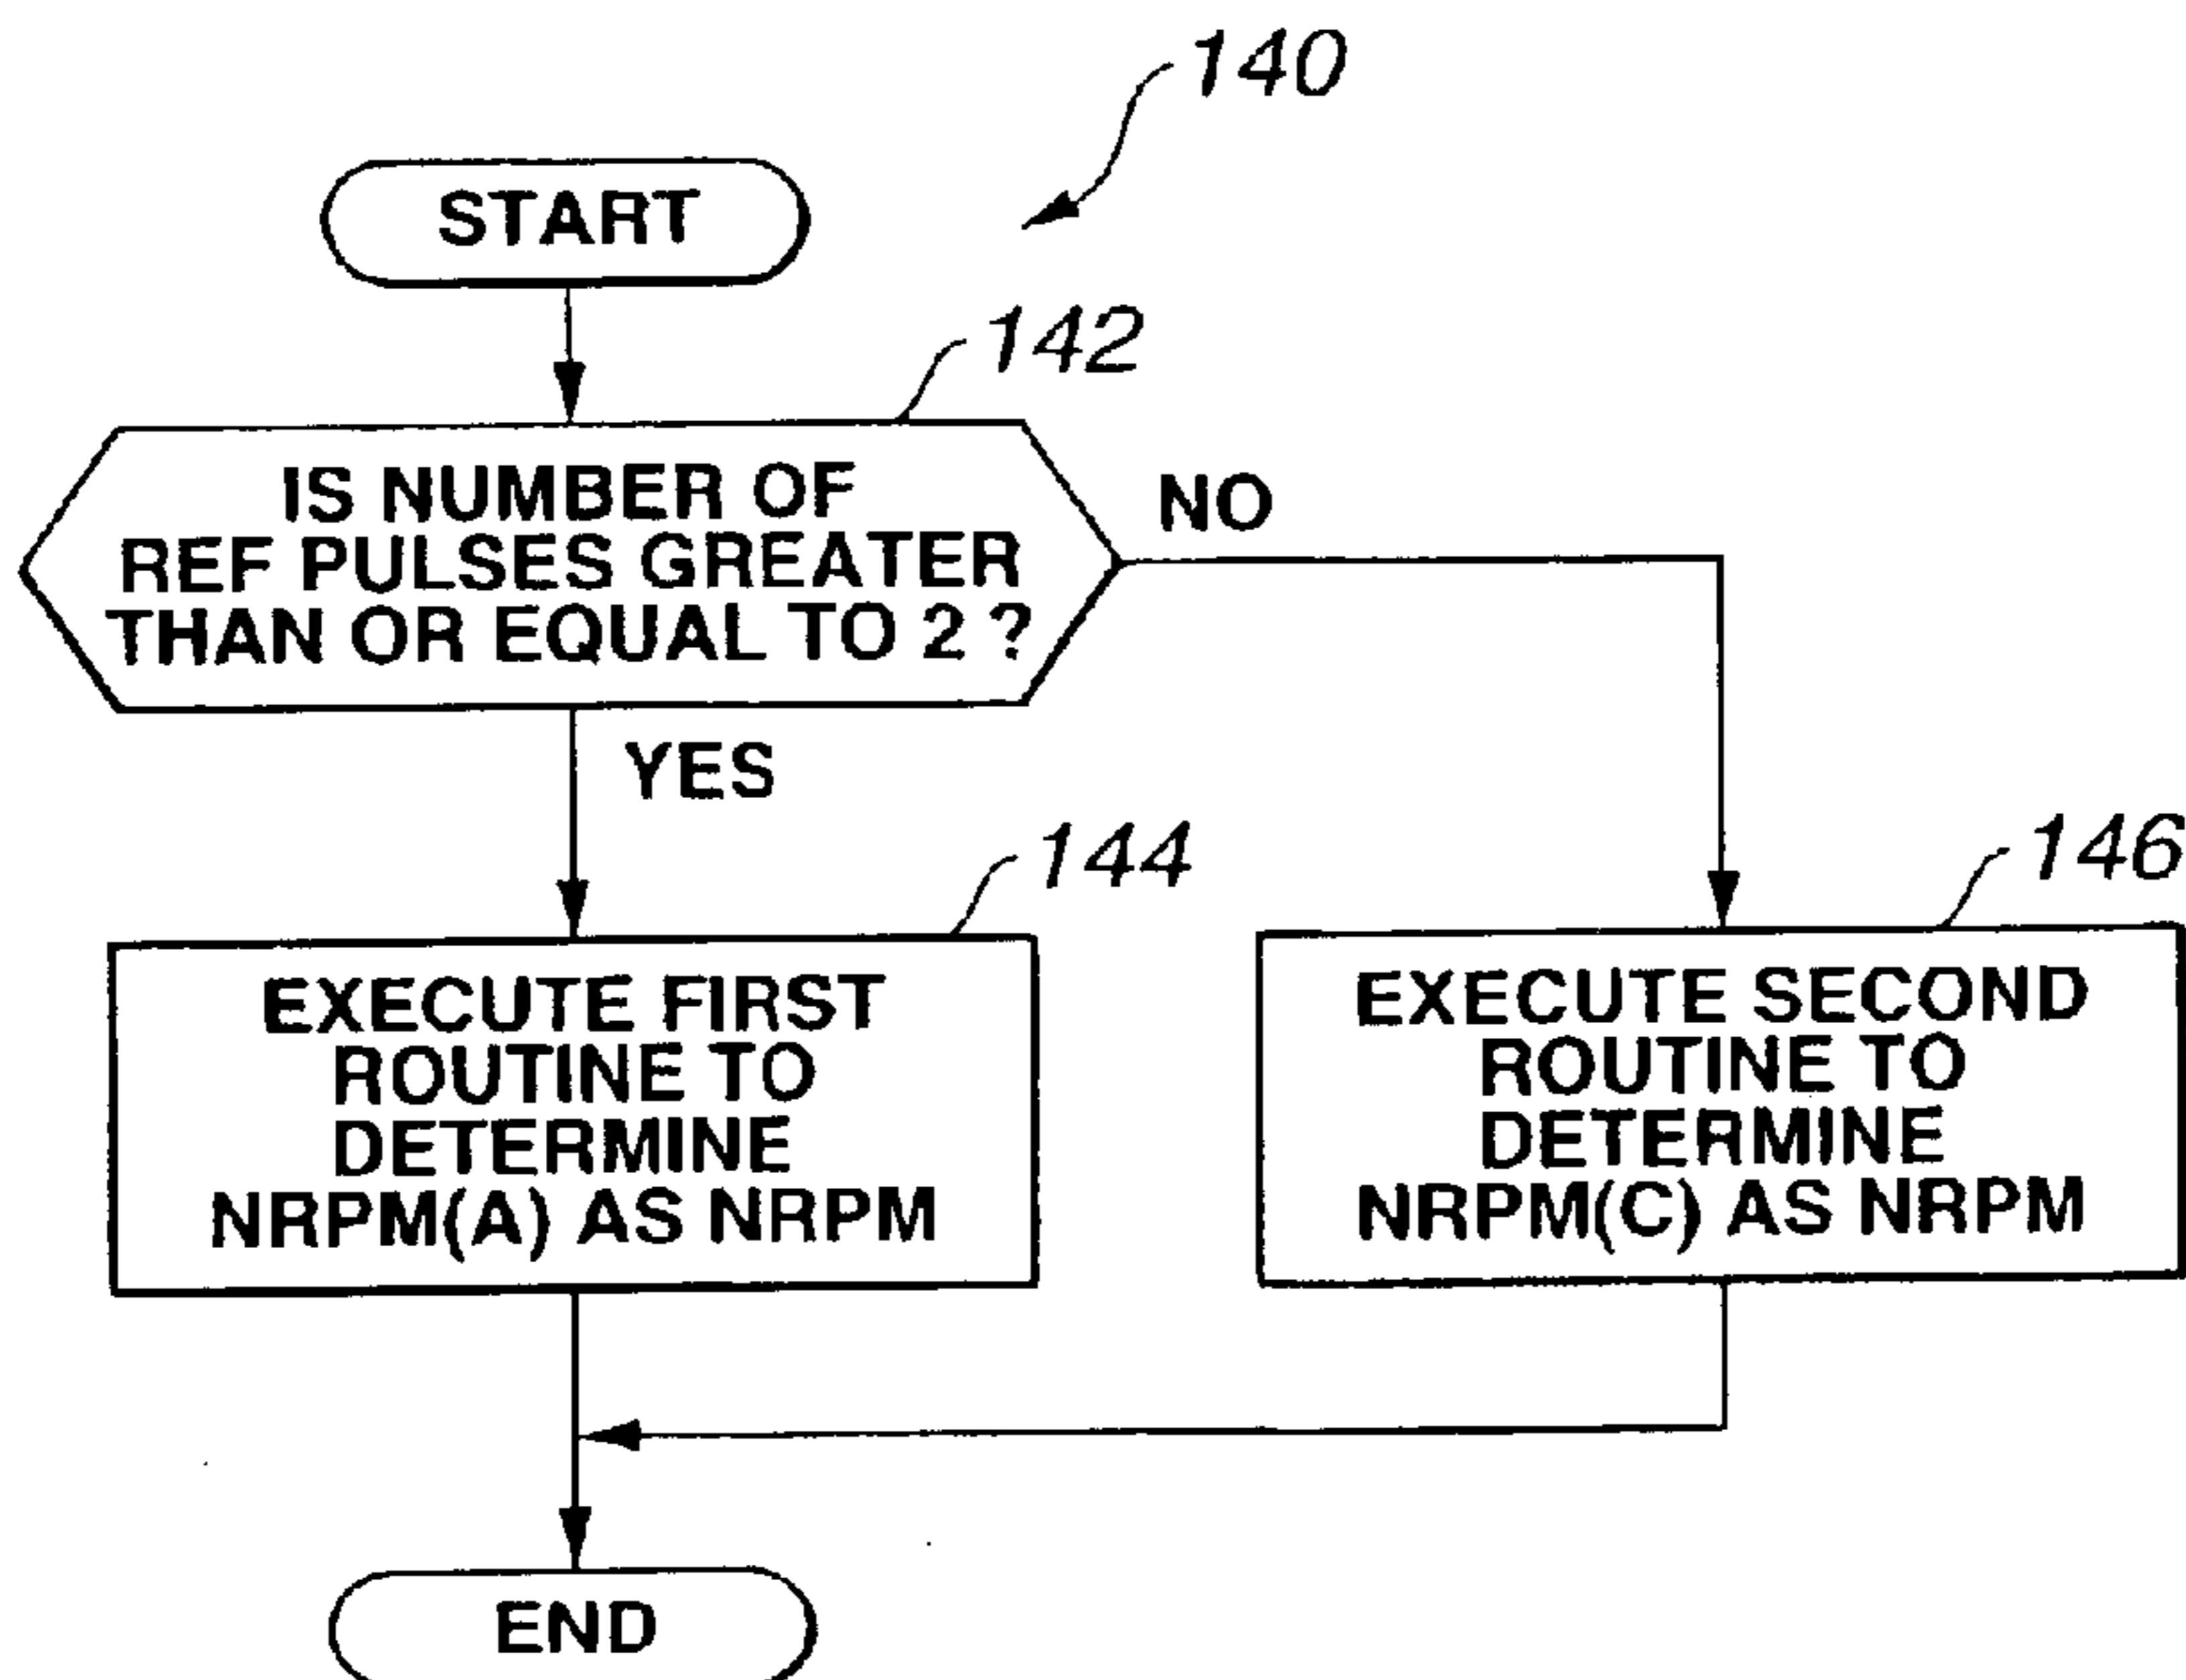 140
START
142
IS NUMBER OF
REF PULSES GREATER
THAN OR EQUAL TO 2 ?
NO
YES
144
EXECUTE FIRST
ROUTINE TO
DETERMINE
NRPM(A) AS NRPM
146
EXECUTE SECOND
ROUTINE TO
DETERMINE
NRPM(C) AS NRPM
END